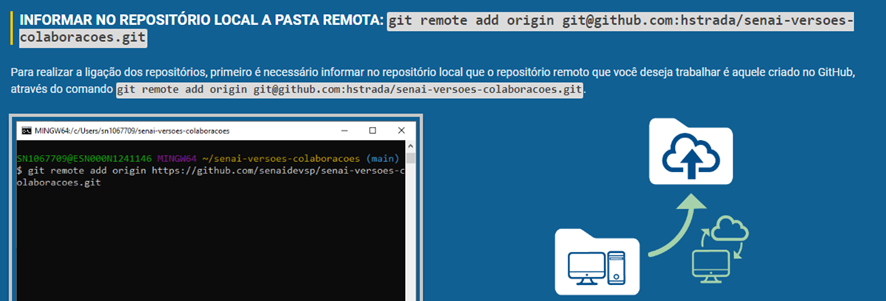 INFORMAR NO REPOSITÓRIO LOCAL A PASTA REMOTA: git remote add origin git@github.com:hstrada/senai-versoes-
colaboracoes.git
Para realizar a ligação dos repositórios, primeiro é necessário informar no repositório local que o repositório remoto que você deseja trabalhar é aquele criado no GitHub,
através do comando git remote add origin git@github.com:hstrada/senai-versoes-colaboracoes.git.
MINGW64:/c/Users/sn1067709/senai-versoes-colaboracoes
SN1067709@ESN000N1241146 MINGW64 ~/senai-versoes-colaboracoes (main)
$ git remote add origin https://github.com/senaidevsp/senai-versoes-c
olaboracoes.git